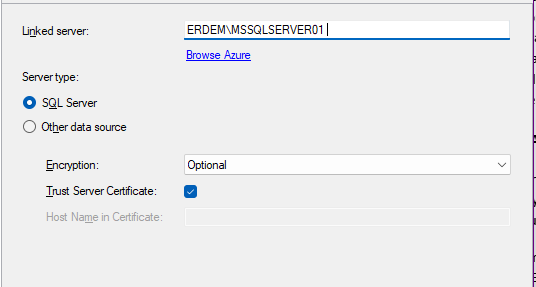 Linked server: ERDEM\MSSQLSERVER01
Browse Azure
Server type:
SQL Server
Other data source
Encryption: Optional
Trust Server Certificate:
Host Name in Certificate: